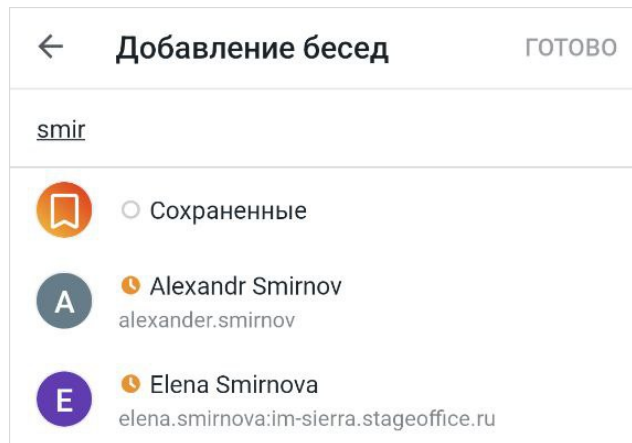 Добавление бесед ГОТОВО
smir
Сохраненные
A Alexandr Smirnov
alexander.smirnov
E Elena Smirnova
elena.smirnova:im-sierra.stageoffice.ru